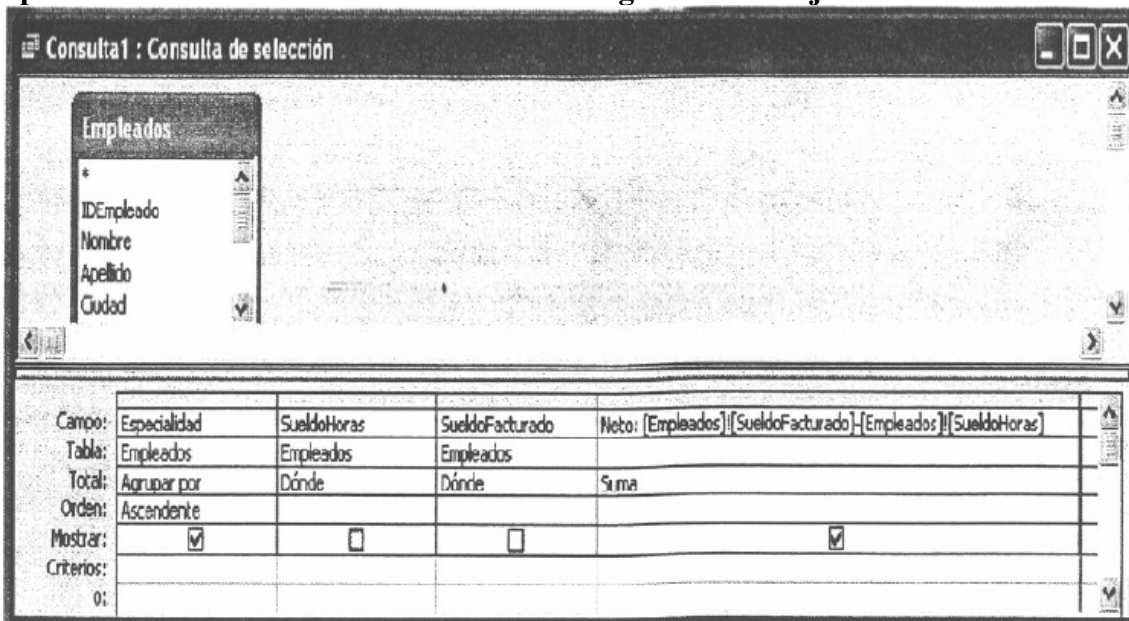 Consulta1 : Consulta de selección
Empleados
*
IDEmpleado
Nombre
Apellido
Ciudad
Campo: Especialidad SueldoHoras SueldoFacturado Neto: [Empleados]![SueldoFacturado]-[Empleados]![SueldoHoras]
Tabla: Empleados Empleados Empleados
Total: Agrupar por Dónde Dónde Suma
Orden: Ascendente
Mostrar:
Criterios:
o: